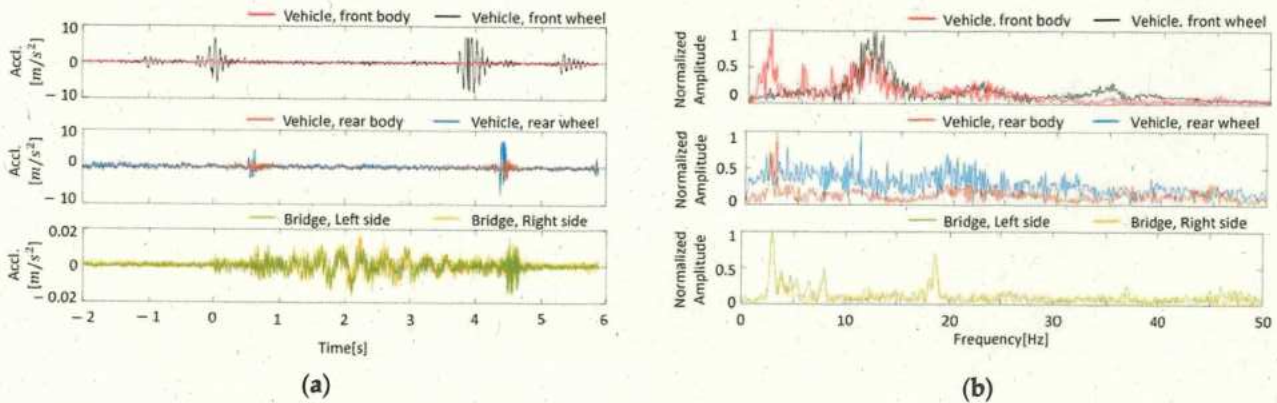 Vehicle, front body Vehicle, front wheel
Accl. [m/s²]
10
0
−10
Vehicle, rear body Vehicle, rear wheel
Accl. [m/s²]
10
0
−10
Bridge, Left side Bridge, Right side
Accl. [m/s²]
0.02
0
− 0.02
−2 −1 0 1 2 3 4 5 6
Time[s]
(a)
Vehicle, front body Vehicle. front wheel
Normalized Amplitude
1
0.5
0
Vehicle, rear body Vehicle, rear wheel
Normalized Amplitude
1
0.5
0
Bridge, Left side Bridge, Right side
Normalized Amplitude
1
0.5
0
0 10 20 30 40 50
Frequency[Hz]
(b)